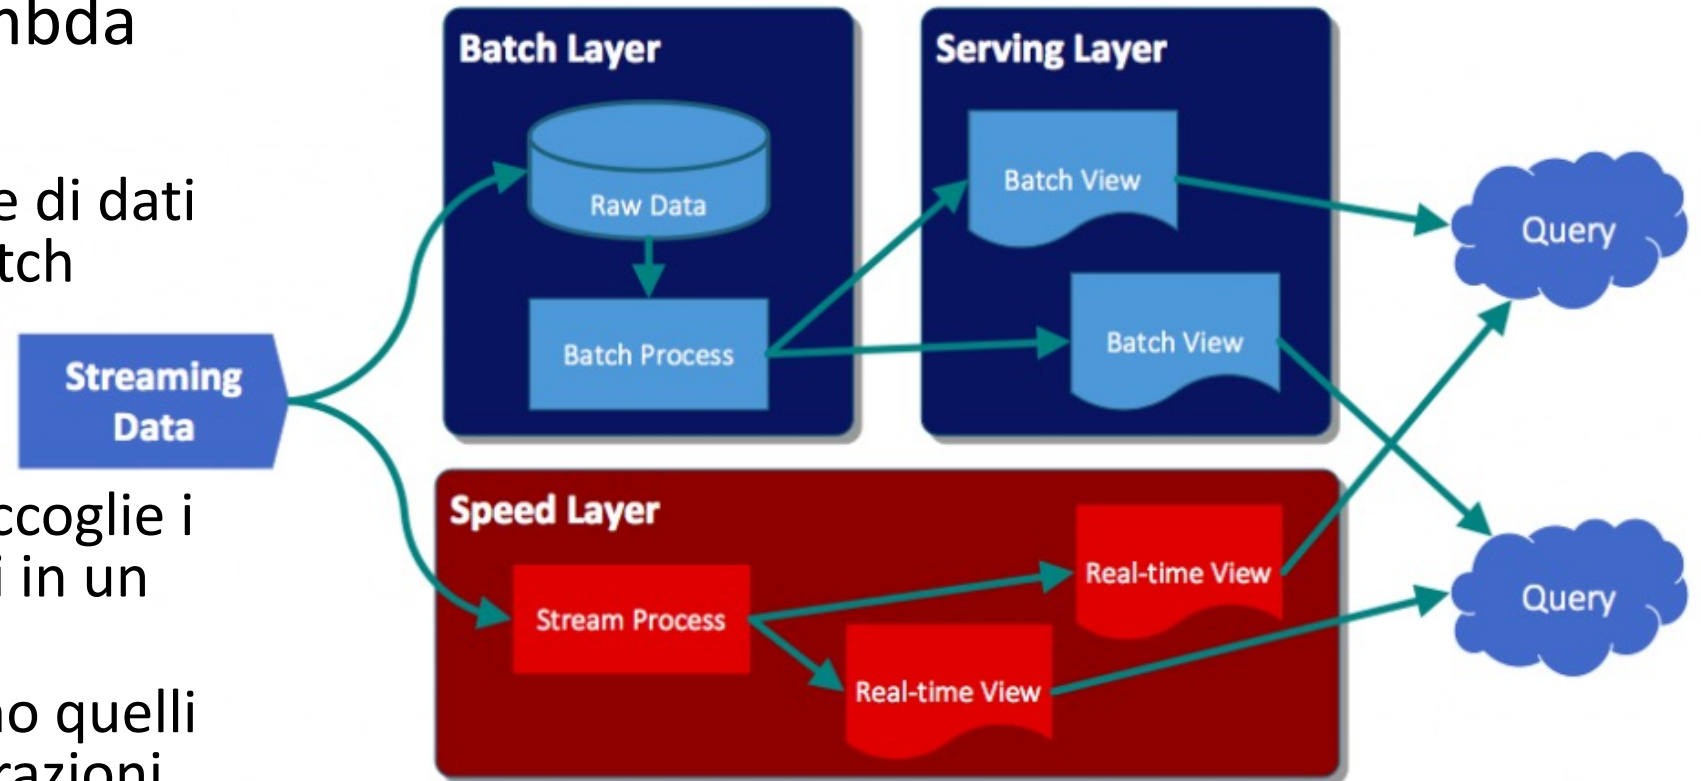 mbda
e di dati
tch
ccoglie i
i in un
no quelli
razioni
Streaming
Data
Batch Layer
Raw Data
Batch Process
Serving Layer
Batch View
Batch View
Speed Layer
Stream Process
Real-time View
Real-time View
Query
Query